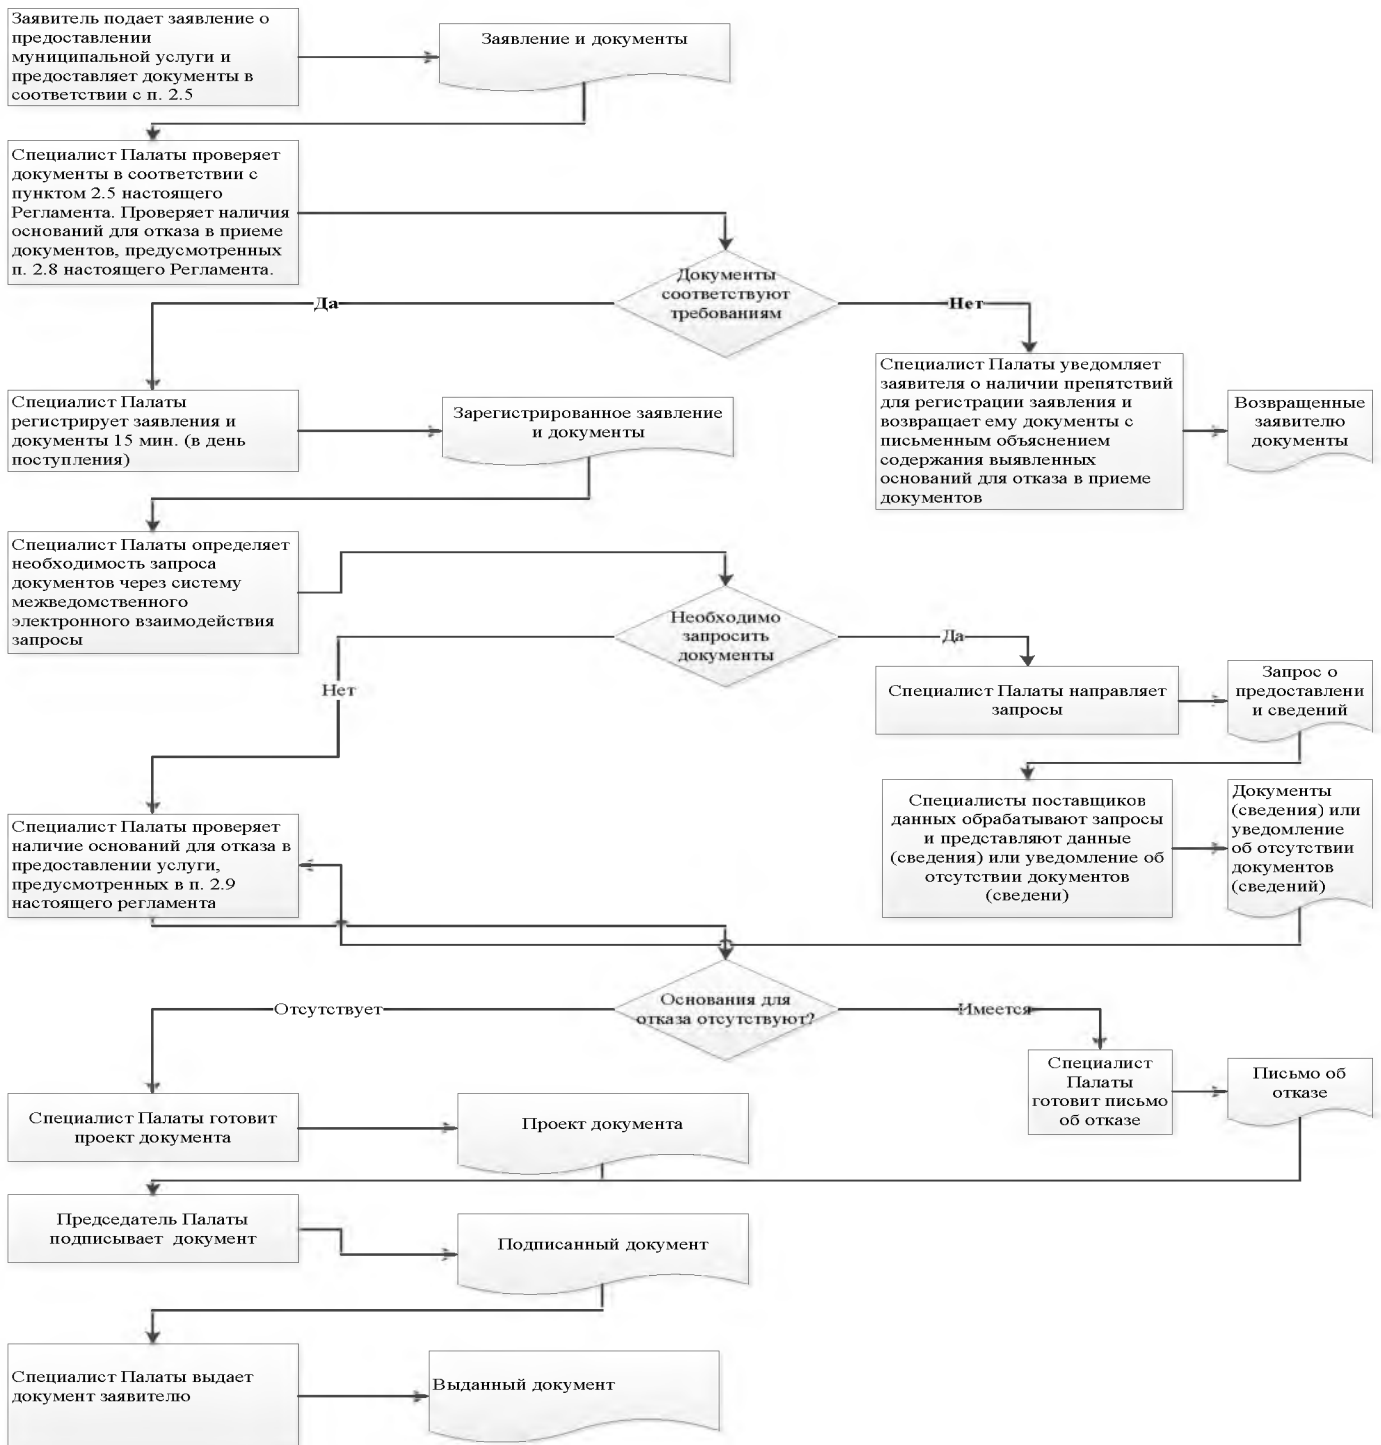 Заявитель подает заявление о
предоставлении
муниципальной услуги и
предоставляет документы в
соответствии с п. 2.5
Заявление и документы
Специалист Палаты проверяет
документы в соответствии с
пунктом 2.5 настоящего
Регламента. Проверяет наличия
оснований для отказа в приеме
документов, предусмотренных
п. 2.8 настоящего Регламента.
Документы
соответствуют
требованиям
Да
Нет
Специалист Палаты
регистрирует заявления и
документы 15 мин. (в день
поступления)
Зарегистрированное заявление
и документы
Специалист Палаты уведомляет
заявителя о наличии препятствий
для регистрации заявления и
возвращает ему документы с
письменным объяснением
содержания выявленных
оснований для отказа в приеме
документов
Возвращенные
заявителю
документы
Специалист Палаты определяет
необходимость запроса
документов через систему
межведомственного
электронного взаимодействия
запросы
Необходимо
запросить
документы
Да
Нет
Специалист Палаты направляет
запросы
Запрос о
предоставлени
и сведений
Специалисты поставщиков
данных обрабатывают запросы
и представляют данные
(сведения) или уведомление об
отсутствии документов
(сведени)
Документы
(сведения) или
уведомление
об отсутствии
документов
(сведений)
Специалист Палаты проверяет
наличие оснований для отказа в
предоставлении услуги,
предусмотренных в п. 2.9
настоящего регламента
Основания для
отказа отсутствуют?
Отсутствует
Имеется
Специалист
Палаты
готовит письмо
об отказе
Письмо об
отказе
Специалист Палаты готовит
проект документа
Проект документа
Председатель Палаты
подписывает документ
Подписанный документ
Специалист Палаты выдает
документ заявителю
Выданный документ